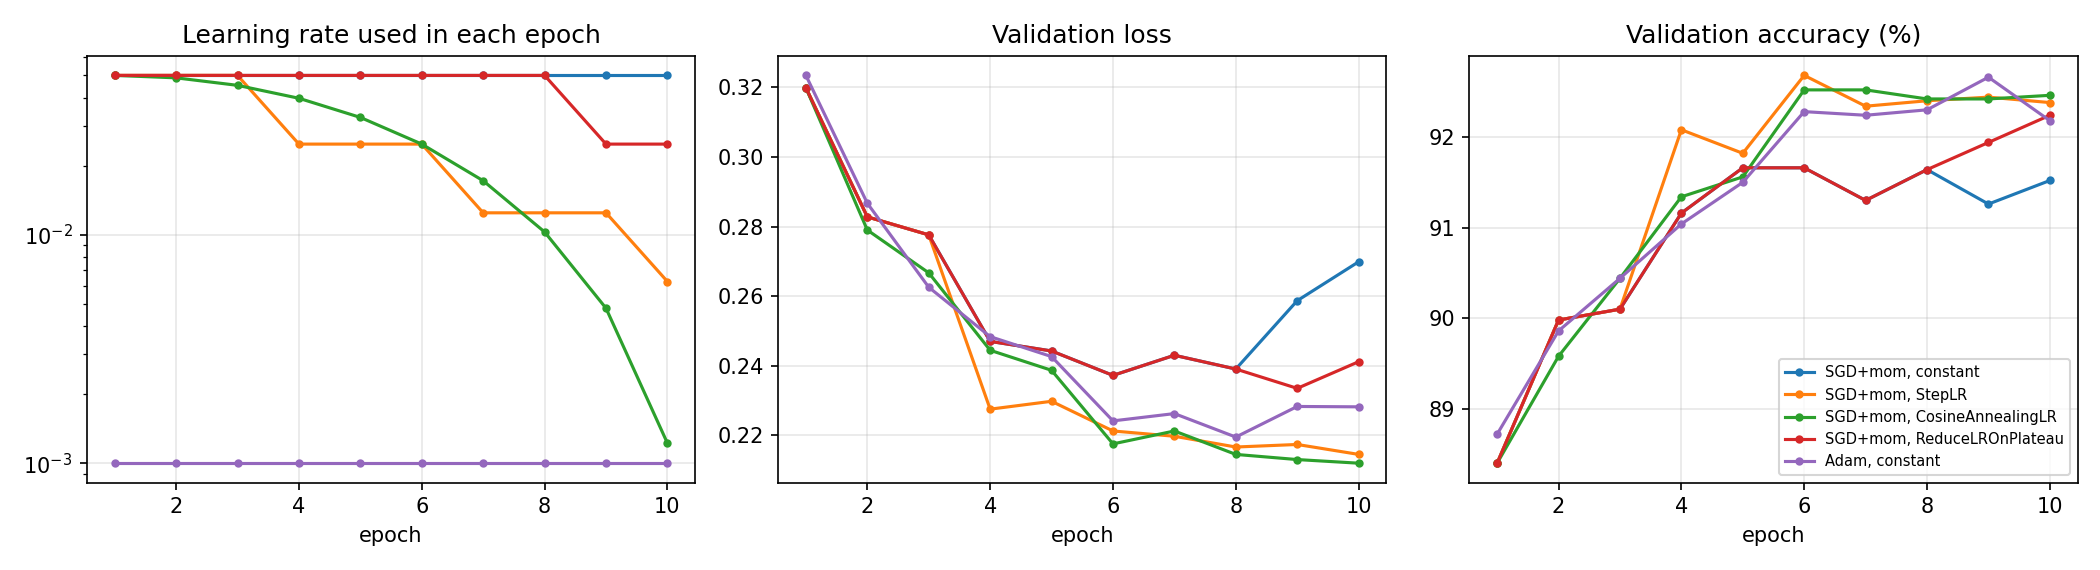 Learning rate used in each epoch
10⁻²
10⁻³
2 4 6 8 10
epoch
Validation loss
0.32
0.30
0.28
0.26
0.24
0.22
2 4 6 8 10
epoch
Validation accuracy (%)
92
91
90
89
SGD+mom, constant
SGD+mom, StepLR
SGD+mom, CosineAnnealingLR
SGD+mom, ReduceLROnPlateau
Adam, constant
2 4 6 8 10
epoch